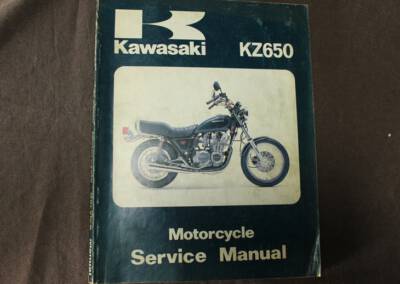 Kawasaki KZ650
Motorcycle
Service Manual